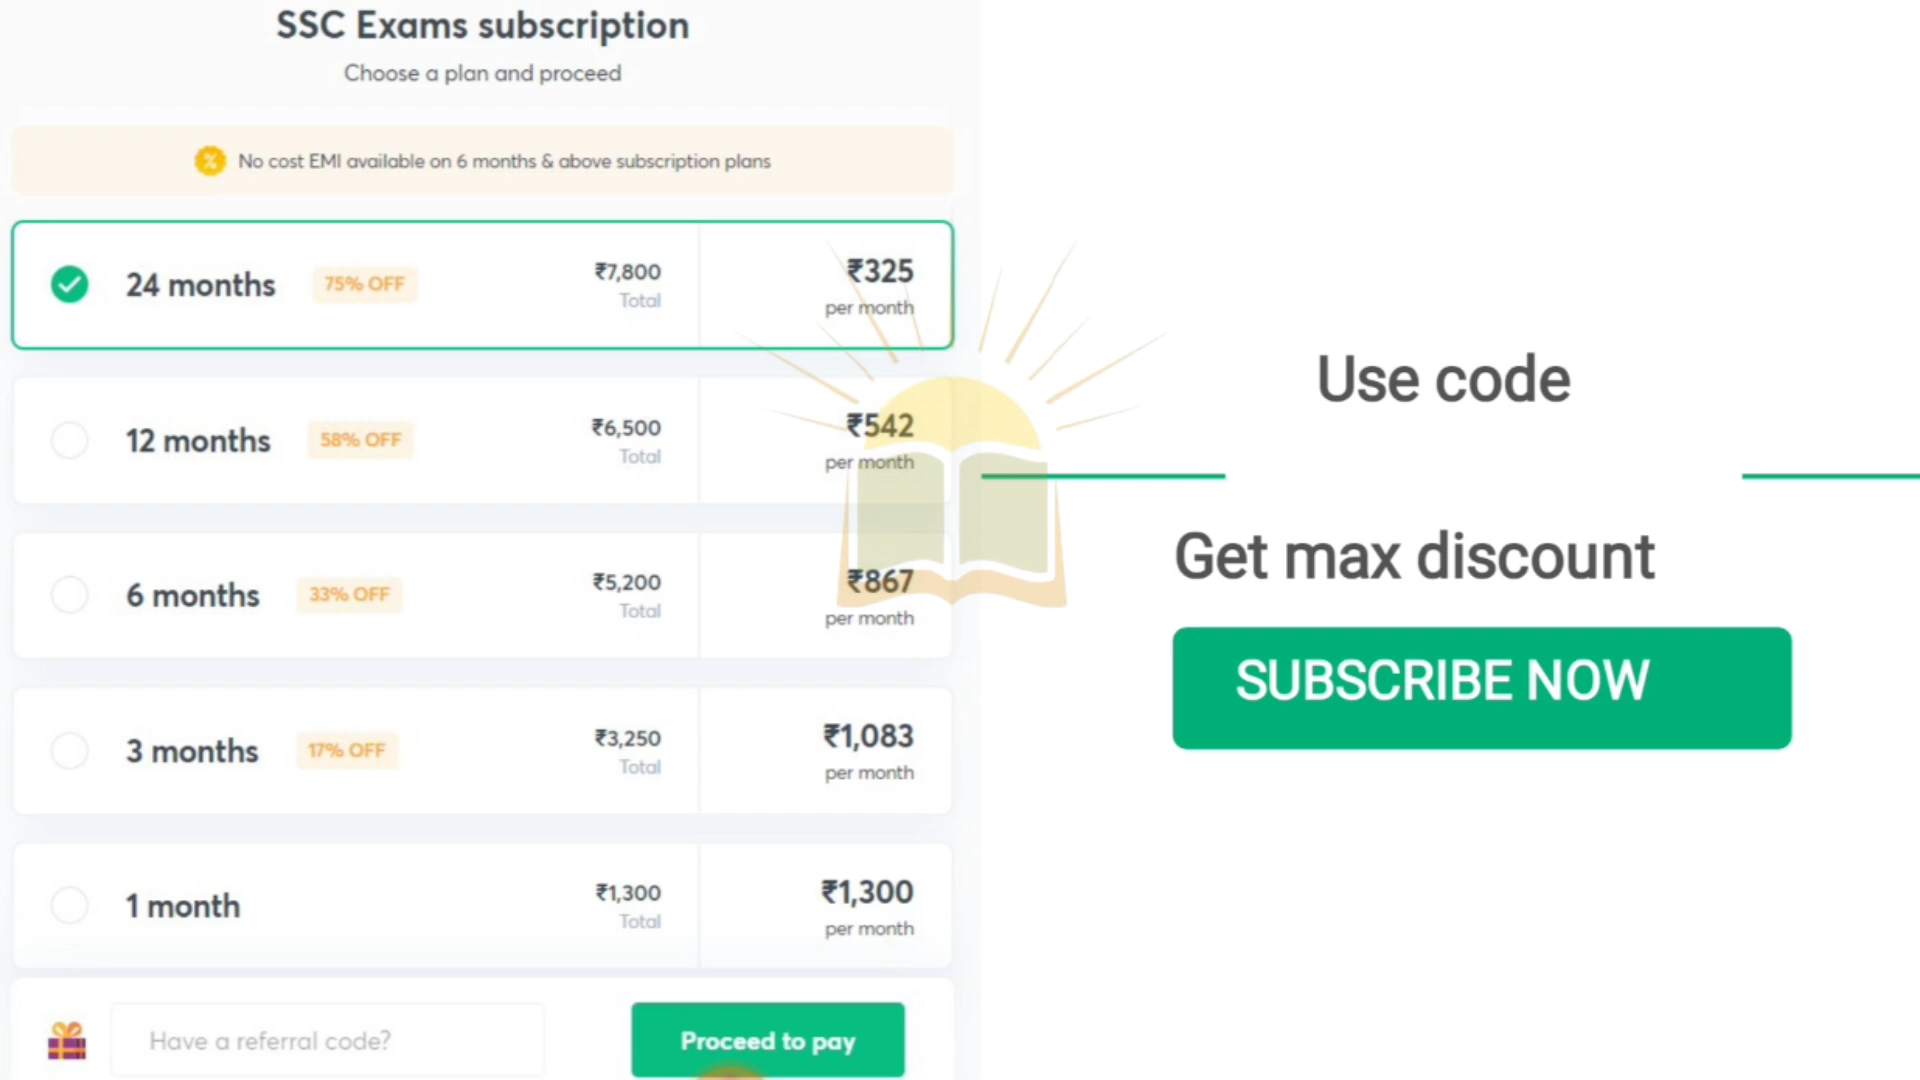 SSC Exams subscription
Choose a plan and proceed
No cost EMI available on 6 months & above subscription plans
24 months 75% OFF ₹7,800 Total ₹325 per month
12 months 58% OFF ₹6,500 Total ₹542 per month
6 months 33% OFF ₹5,200 Total ₹867 per month
3 months 17% OFF ₹3,250 Total ₹1,083 per month
1 month ₹1,300 Total ₹1,300 per month
Have a referral code? Proceed to pay
Use code
Get max discount
SUBSCRIBE NOW